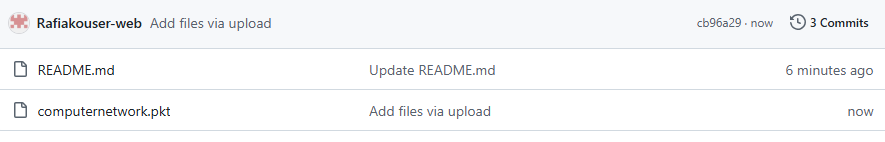 Rafiakouser-web Add files via upload cb96a29 · now 3 Commits
README.md Update README.md 6 minutes ago
computernetwork.pkt Add files via upload now